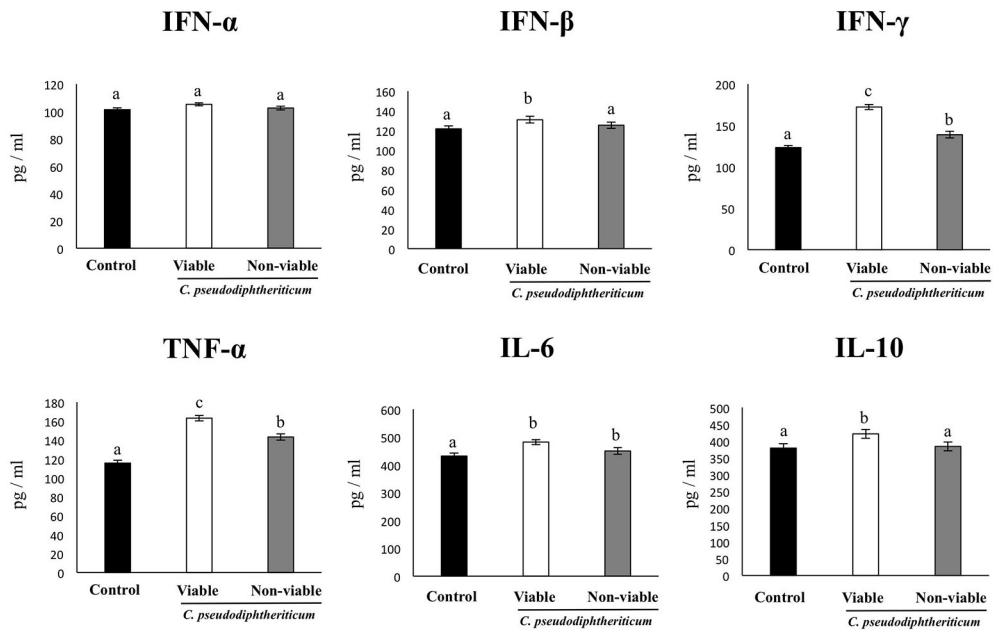 IFN-α
pg / ml
120
100
80
60
40
20
0
a
a
a
Control
Viable
Non-viable
C. pseudodiphtheriticum
IFN-β
pg / ml
160
140
120
100
80
60
40
20
0
a
b
a
Control
Viable
Non-viable
C. pseudodiphtheriticum
IFN-γ
pg / ml
200
150
100
50
0
a
c
b
Control
Viable
Non-viable
C. pseudodiphtheriticum
TNF-α
pg / ml
180
160
140
120
100
80
60
40
20
0
a
c
b
Control
Viable
Non-viable
C. pseudodiphtheriticum
IL-6
pg / ml
600
500
400
300
200
100
0
a
b
b
Control
Viable
Non-viable
C. pseudodiphtheriticum
IL-10
pg / ml
500
450
400
350
300
250
200
150
100
50
0
a
b
a
Control
Viable
Non-viable
C. pseudodiphtheriticum